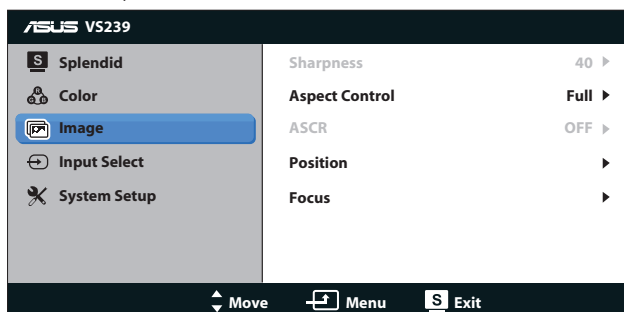 ASUS VS239
S Splendid
Color
Image
Input Select
System Setup
Sharpness 40
Aspect Control Full
ASCR OFF
Position
Focus
Move Menu S Exit